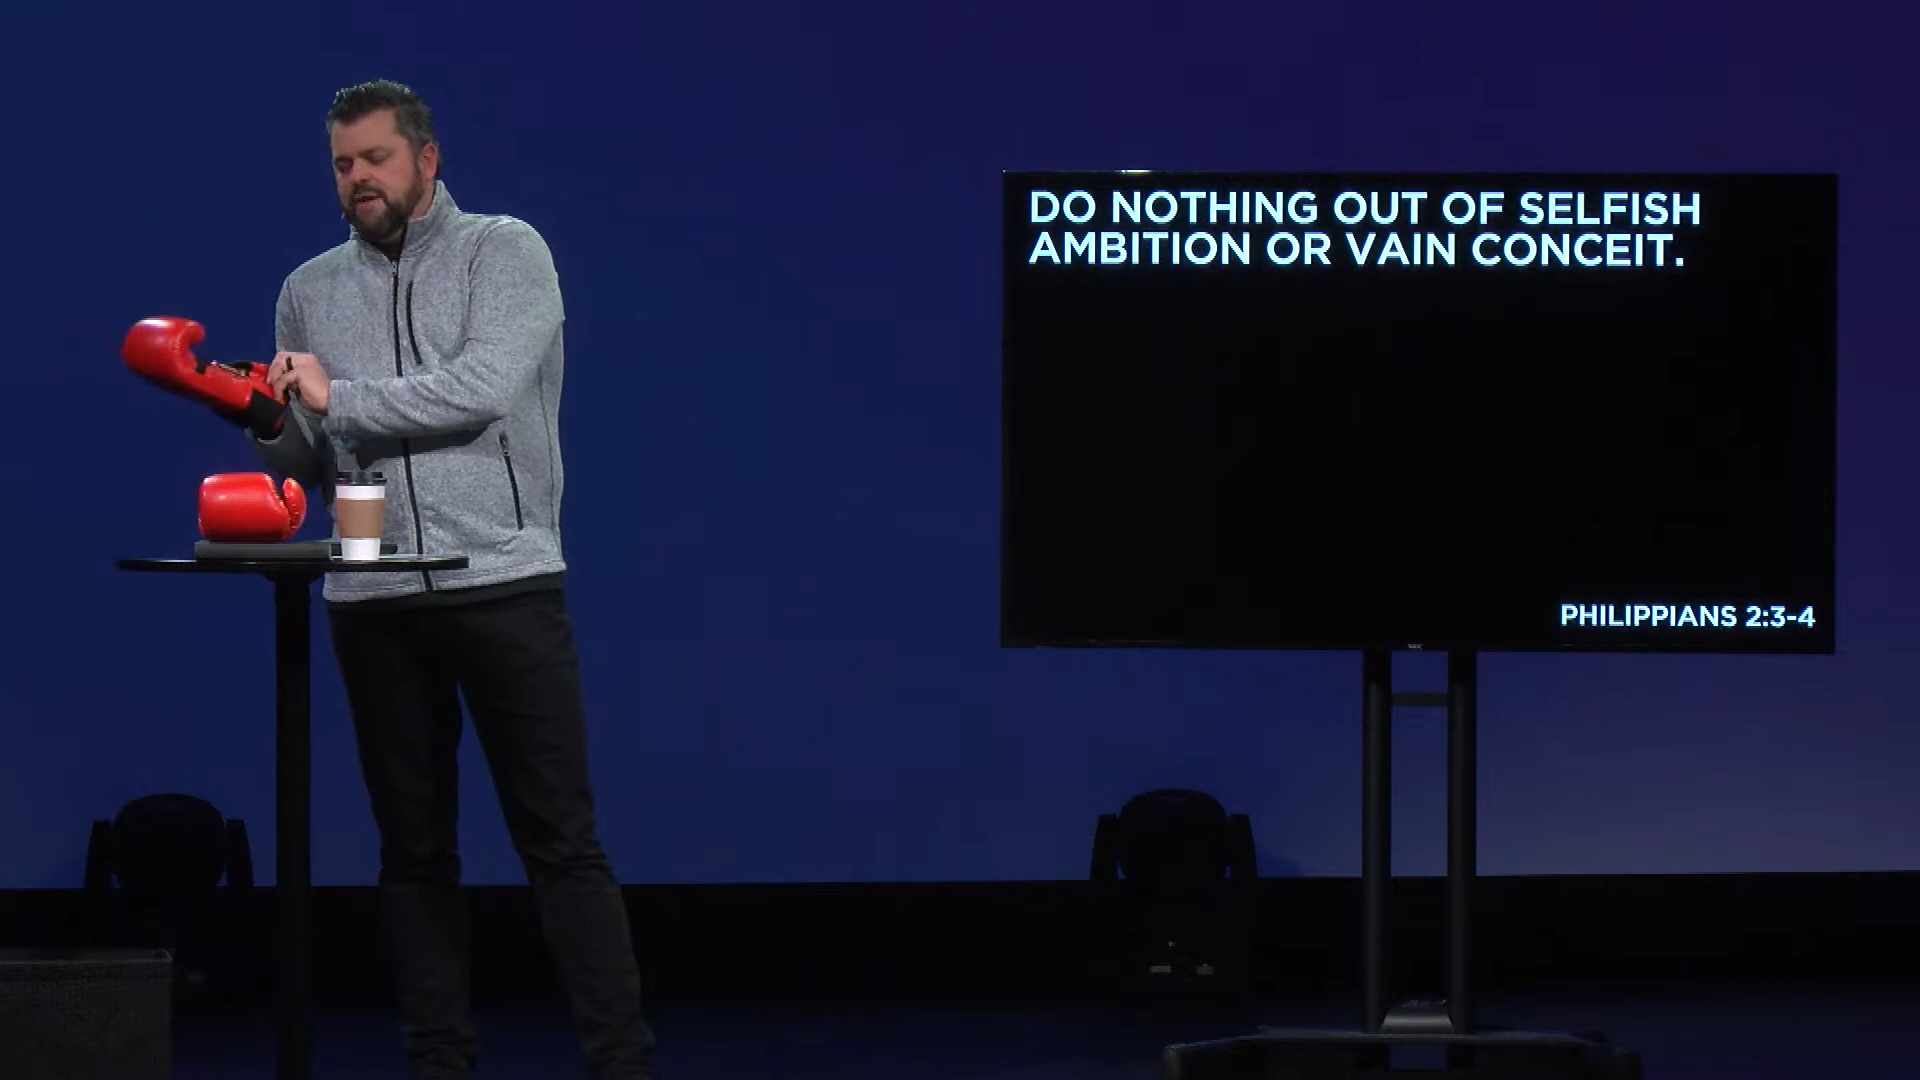 DO NOTHING OUT OF SELFISH
AMBITION OR VAIN CONCEIT.
PHILIPPIANS 2:3-4